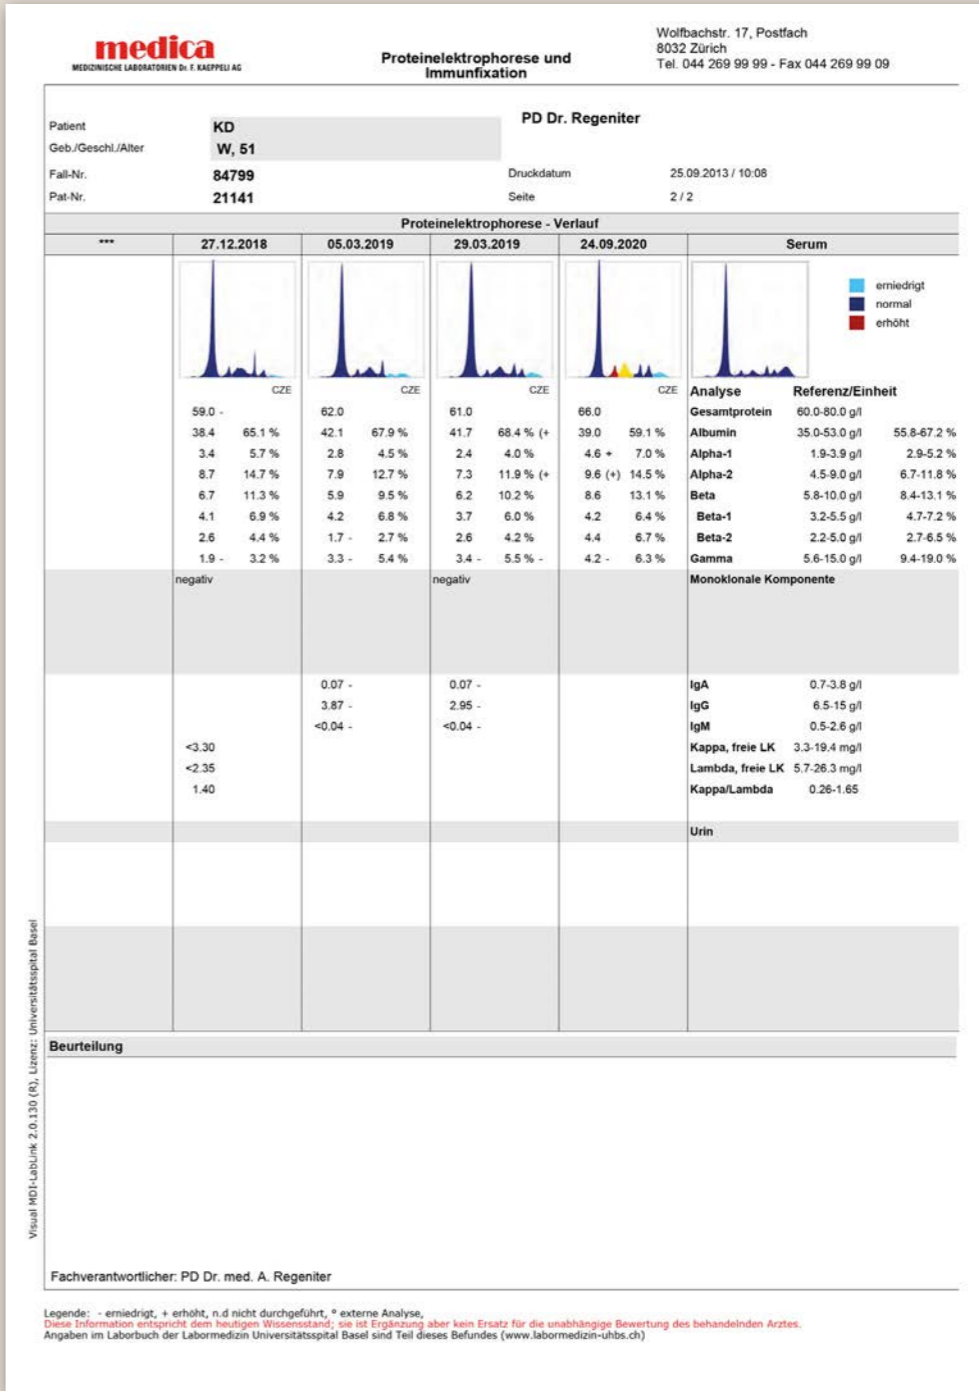 medica
MEDIZINISCHE LABORATORIEN Dr. F. KAEPPELI AG
Proteinelektrophorese und
Immunfixation
Wolfbachstr. 17, Postfach
8032 Zürich
Tel. 044 269 99 99 - Fax 044 269 99 09
Patient KD PD Dr. Regeniter
Geb./Geschl./Alter W, 51
Fall-Nr. 84799 Druckdatum 25.09.2013 / 10:08
Pat-Nr. 21141 Seite 2 / 2
Proteinelektrophorese - Verlauf
*** 27.12.2018 05.03.2019 29.03.2019 24.09.2020 Serum
erniedrigt
normal
erhöht
CZE CZE CZE CZE Analyse Referenz/Einheit
59.0 - 62.0 61.0 66.0 Gesamtprotein 60.0-80.0 g/l
38.4 65.1 % 42.1 67.9 % 41.7 68.4 % (+ 39.0 59.1 % Albumin 35.0-53.0 g/l 55.8-67.2 %
3.4 5.7 % 2.8 4.5 % 2.4 4.0 % 4.6 + 7.0 % Alpha-1 1.9-3.9 g/l 2.9-5.2 %
8.7 14.7 % 7.9 12.7 % 7.3 11.9 % (+ 9.6 (+) 14.5 % Alpha-2 4.5-9.0 g/l 6.7-11.8 %
6.7 11.3 % 5.9 9.5 % 6.2 10.2 % 8.6 13.1 % Beta 5.8-10.0 g/l 8.4-13.1 %
4.1 6.9 % 4.2 6.8 % 3.7 6.0 % 4.2 6.4 % Beta-1 3.2-5.5 g/l 4.7-7.2 %
2.6 4.4 % 1.7 - 2.7 % 2.6 4.2 % 4.4 6.7 % Beta-2 2.2-5.0 g/l 2.7-6.5 %
1.9 - 3.2 % 3.3 - 5.4 % 3.4 - 5.5 % - 4.2 - 6.3 % Gamma 5.6-15.0 g/l 9.4-19.0 %
negativ negativ Monoklonale Komponente
0.07 - 0.07 - IgA 0.7-3.8 g/l
3.87 - 2.95 - IgG 6.5-15 g/l
<0.04 - <0.04 - IgM 0.5-2.6 g/l
<3.30 Kappa, freie LK 3.3-19.4 mg/l
<2.35 Lambda, freie LK 5.7-26.3 mg/l
1.40 Kappa/Lambda 0.26-1.65
Urin
Beurteilung
Visual MDI-LabLink 2.0.130 (R), Lizenz: Universitätsspital Basel
Fachverantwortlicher: PD Dr. med. A. Regeniter
Legende: - erniedrigt, + erhöht, n.d nicht durchgeführt, ° externe Analyse,
Diese Information entspricht dem heutigen Wissensstand; sie ist Ergänzung aber kein Ersatz für die unabhängige Bewertung des behandelnden Arztes.
Angaben im Laborbuch der Labormedizin Universitätsspital Basel sind Teil dieses Befundes (www.labormedizin-uhbs.ch)